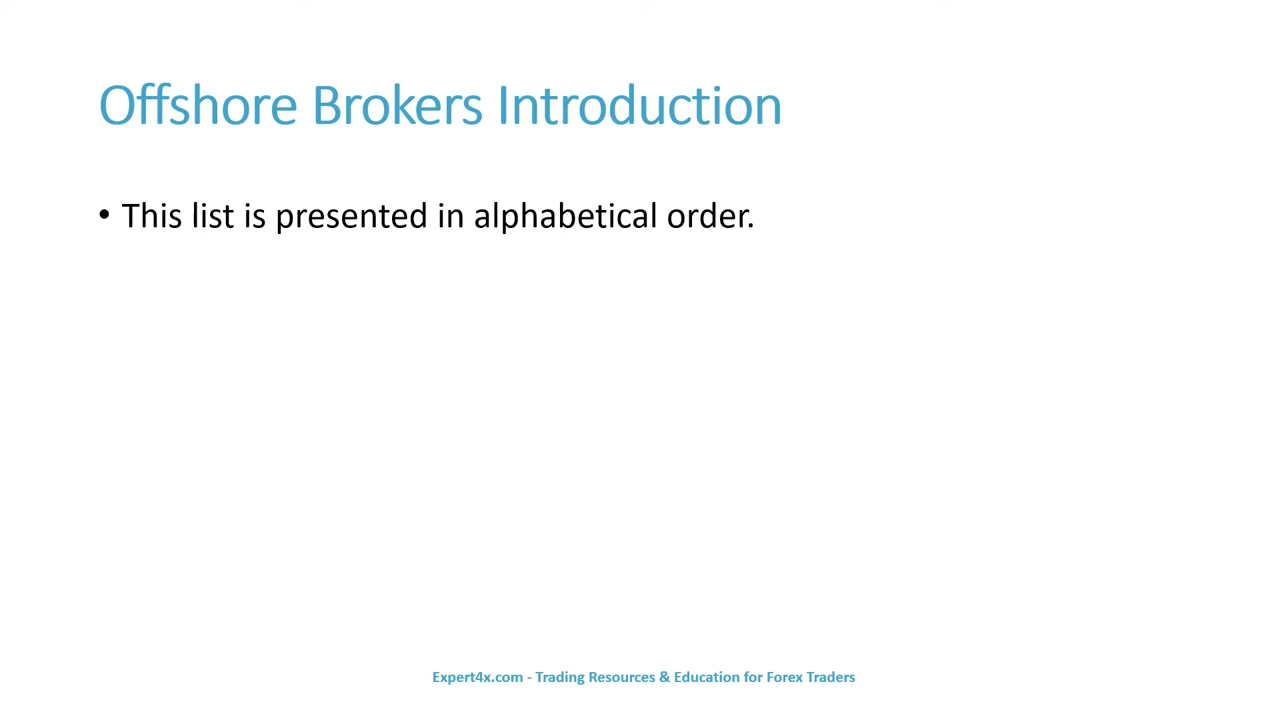 Offshore Brokers Introduction
• This list is presented in alphabetical order.
Expert4x.com - Trading Resources & Education for Forex Traders